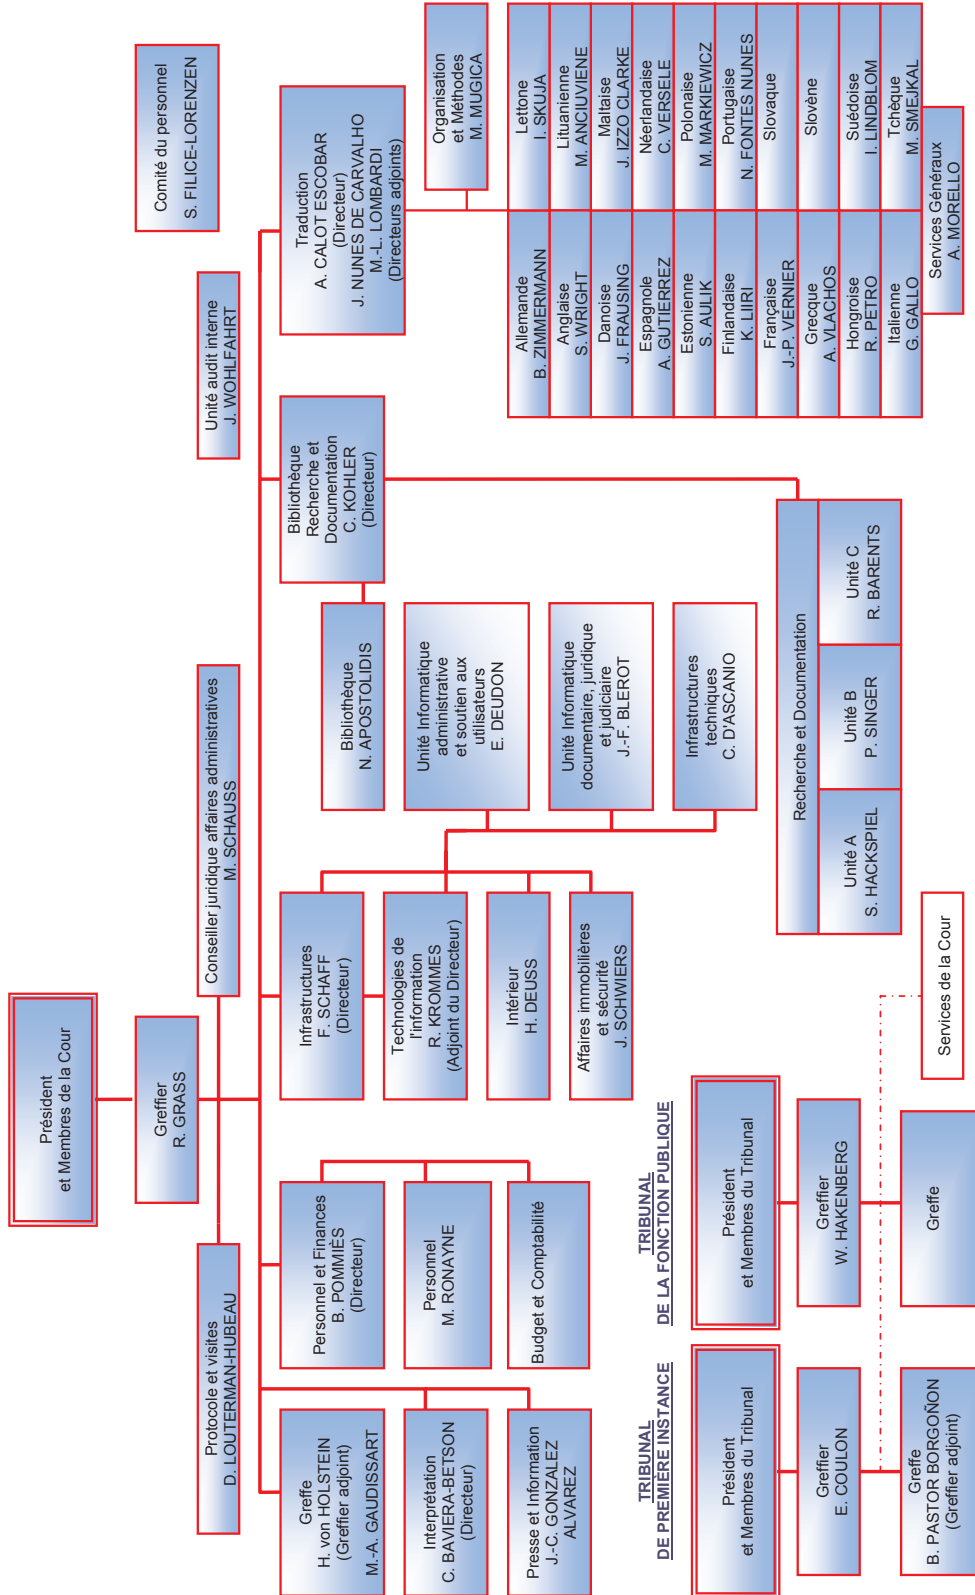 Président
et Membres de la Cour
Greffier
R. GRASS
Comité du personnel
S. FILICE-LORENZEN
Protocole et visites
D. LOUTERMAN-HUBEAU
Conseiller juridique affaires administratives
M. SCHAUSS
Unité audit interne
J. WOHLFAHRT
Greffe
H. von HOLSTEIN
(Greffier adjoint)
M.-A. GAUDISSART
Interprétation
C. BAVIERA-BETSON
(Directeur)
Presse et Information
J.-C. GONZALEZ
ALVAREZ
Personnel et Finances
B. POMMIÈS
(Directeur)
Personnel
M. RONAYNE
Budget et Comptabilité
Infrastructures
F. SCHAFF
(Directeur)
Technologies de
l'information
R. KROMMES
(Adjoint du Directeur)
Intérieur
H. DEUSS
Affaires immobilières
et sécurité
J. SCHWIERS
Bibliothèque
Recherche et
Documentation
C. KOHLER
(Directeur)
Bibliothèque
N. APOSTOLIDIS
Unité Informatique
administrative
et soutien aux
utilisateurs
E. DEUDON
Unité Informatique
documentaire, juridique
et judiciaire
J.-F. BLEROT
Infrastructures
techniques
C. D'ASCANIO
Recherche et Documentation
Unité A
S. HACKSPIEL
Unité B
P. SINGER
Unité C
R. BARENTS
Traduction
A. CALOT ESCOBAR
(Directeur)
J. NUNES DE CARVALHO
M.-L. LOMBARDI
(Directeurs adjoints)
Organisation
et Méthodes
M. MUGICA
Allemande
B. ZIMMERMANN
Lettone
I. SKUJA
Anglaise
S. WRIGHT
Lituanienne
M. ANCIUVIENE
Danoise
J. FRAUSING
Maltaise
J. IZZO CLARKE
Espagnole
A. GUTIERREZ
Néerlandaise
C. VERSELE
Estonienne
S. AULIK
Polonaise
M. MARKIEWICZ
Finlandaise
K. LIIRI
Portugaise
N. FONTES NUNES
Française
J.-P. VERNIER
Slovaque
Grecque
A. VLACHOS
Slovène
Hongroise
R. PETRO
Suédoise
I. LINDBLOM
Italienne
G. GALLO
Tchèque
M. SMEJKAL
Services Généraux
A. MORELLO
TRIBUNAL
DE PREMIÈRE INSTANCE
Président
et Membres du Tribunal
Greffier
E. COULON
Greffe
B. PASTOR BORGOÑON
(Greffier adjoint)
TRIBUNAL
DE LA FONCTION PUBLIQUE
Président
et Membres du Tribunal
Greffier
W. HAKENBERG
Greffe
Services de la Cour